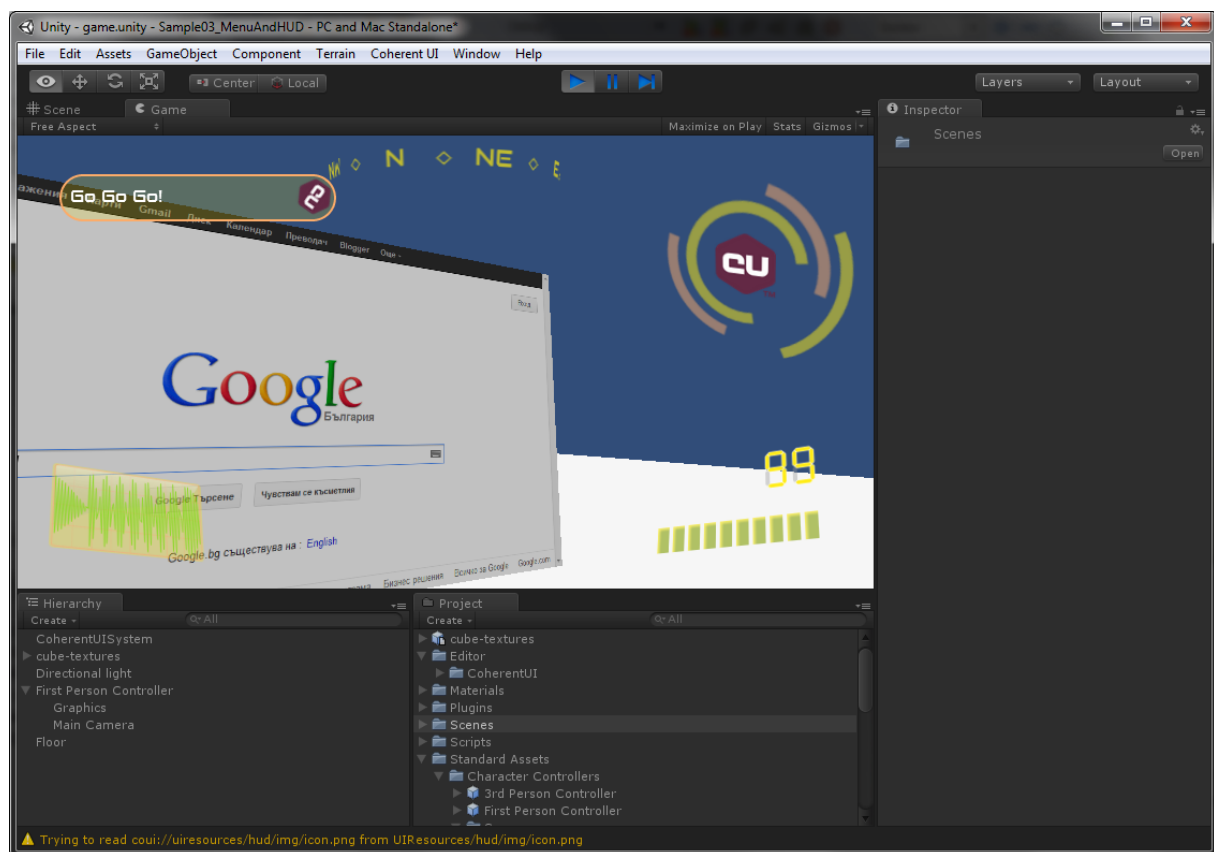 Unity - game.unity - Sample03_MenuAndHUD - PC and Mac Standalone*
File Edit Assets GameObject Component Terrain Coherent UI Window Help
Center Local Layers Layout
Scene Game
Free Aspect Maximize on Play Stats Gizmos
N NE E
Go Go Go!
Gmail Диск Календар Преводач Blogger Още
CU
Google
България
Google Търсене Чувствам се късметлия
Google.bg съществува на : English
Бизнес решения Всичко за Google Google.com
89
Inspector
Scenes
Open
Hierarchy
Create All
CoherentUISystem
cube-textures
Directional light
First Person Controller
Graphics
Main Camera
Floor
Project
Create All
cube-textures
Editor
CoherentUI
Materials
Plugins
Scenes
Scripts
Standard Assets
Character Controllers
3rd Person Controller
First Person Controller
Trying to read coui://uiresources/hud/img/icon.png from UIResources/hud/img/icon.png